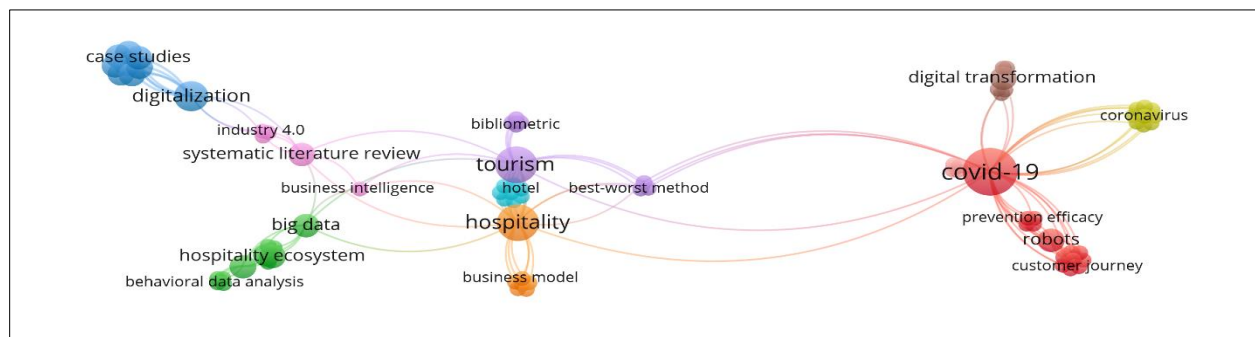 case studies
digitalization
industry 4.0
systematic literature review
business intelligence
big data
hospitality ecosystem
behavioral data analysis
bibliometric
tourism
hotel
best-worst method
hospitality
business model
digital transformation
coronavirus
covid-19
prevention efficacy
robots
customer journey